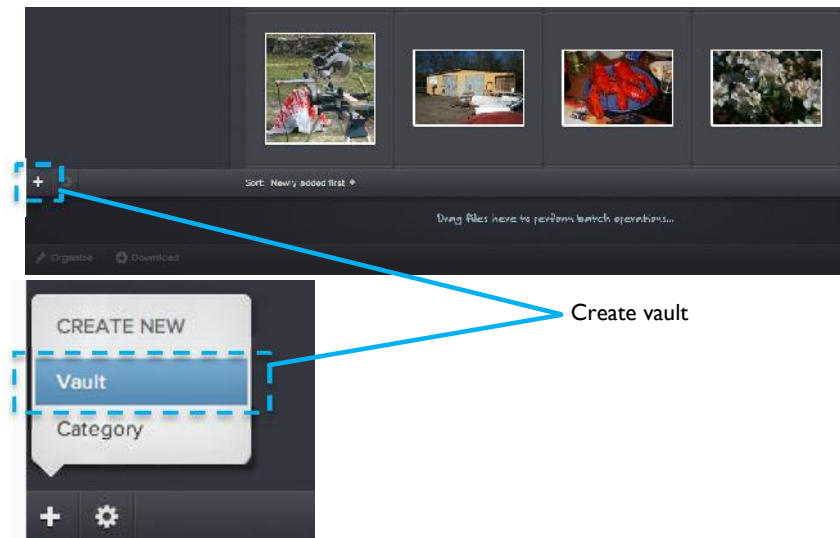 Sort: Newly added first
Drag files here to perform batch operations...
Organize Download
Create vault
CREATE NEW
Vault
Category